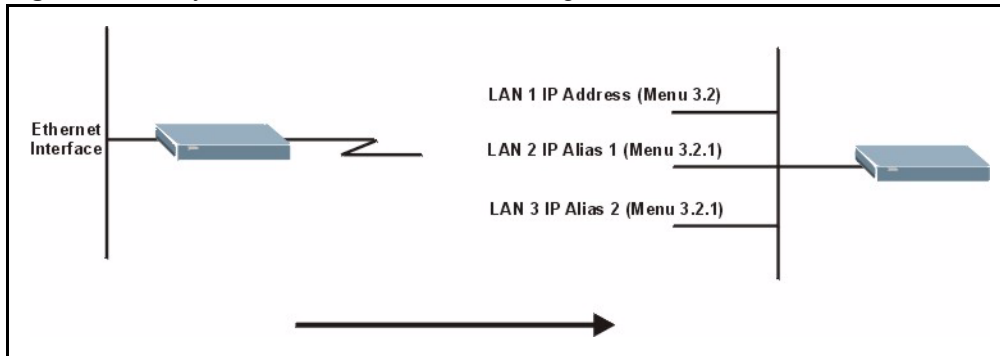 Ethernet
Interface
LAN 1 IP Address (Menu 3.2)
LAN 2 IP Alias 1 (Menu 3.2.1)
LAN 3 IP Alias 2 (Menu 3.2.1)